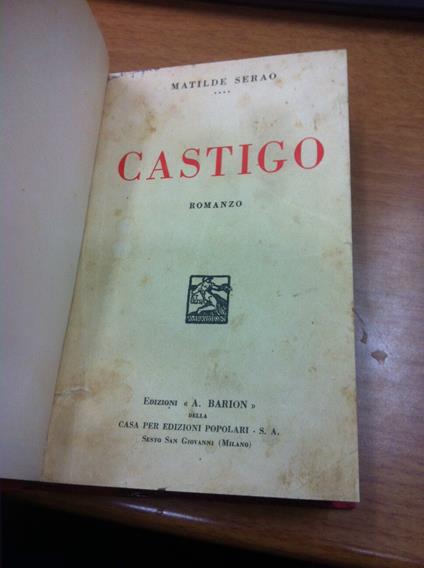 MATILDE SERAO
CASTIGO
ROMANZO
EDIZIONI « A. BARION »
DELLA
CASA PER EDIZIONI POPOLARI - S. A.
SESTO SAN GIOVANNI (MILANO)